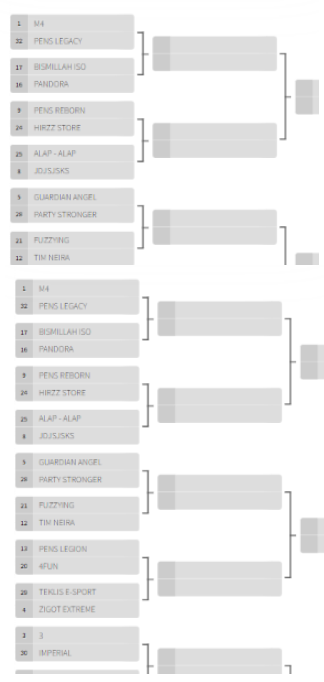 1 M4
32 PENS LEGACY
17 BISMILLAH ISO
16 PANDORA
9 PENS REBORN
24 HIRZZ STORE
25 ALAP - ALAP
8 JDJSJSKS
5 GUARDIAN ANGEL
28 PARTY STRONGER
21 FUZZYING
12 TIM NEIRA
1 M4
32 PENS LEGACY
17 BISMILLAH ISO
16 PANDORA
9 PENS REBORN
24 HIRZZ STORE
25 ALAP - ALAP
8 JDJSJSKS
5 GUARDIAN ANGEL
28 PARTY STRONGER
21 FUZZYING
12 TIM NEIRA
13 PENS LEGION
20 4FUN
29 TEKLIS E-SPORT
4 ZIGOT EXTREME
3 3
30 IMPERIAL